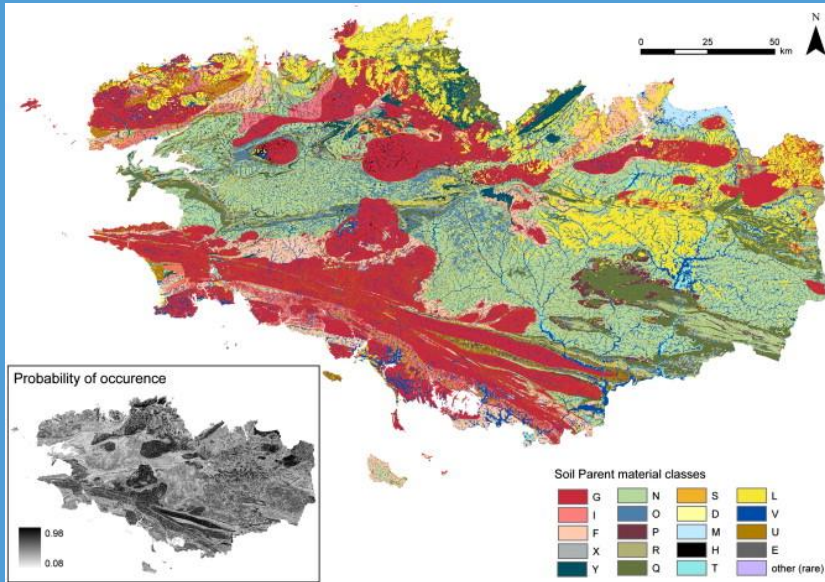 N
0 25 50
km
Probability of occurence
0.98
0.08
Soil Parent material classes
G N S L
I O D V
F P M U
X R H E
Y Q T other (rare)